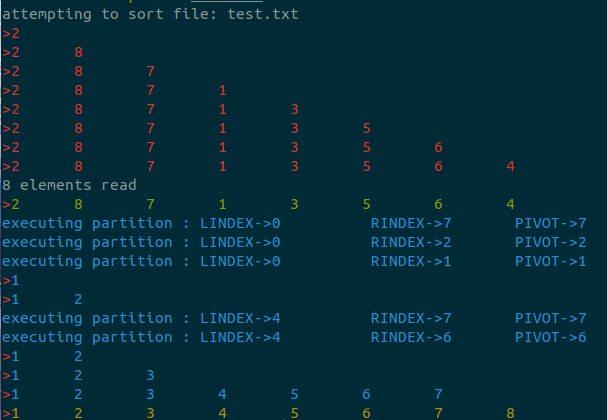 attempting to sort file: test.txt
>2
>2 8
>2 8 7
>2 8 7 1
>2 8 7 1 3
>2 8 7 1 3 5
>2 8 7 1 3 5 6
>2 8 7 1 3 5 6 4
8 elements read
>2 8 7 1 3 5 6 4
executing partition : LINDEX->0 RINDEX->7 PIVOT->7
executing partition : LINDEX->0 RINDEX->2 PIVOT->2
executing partition : LINDEX->0 RINDEX->1 PIVOT->1
>1
>1 2
executing partition : LINDEX->4 RINDEX->7 PIVOT->7
executing partition : LINDEX->4 RINDEX->6 PIVOT->6
>1 2
>1 2 3
>1 2 3 4 5 6 7
>1 2 3 4 5 6 7 8